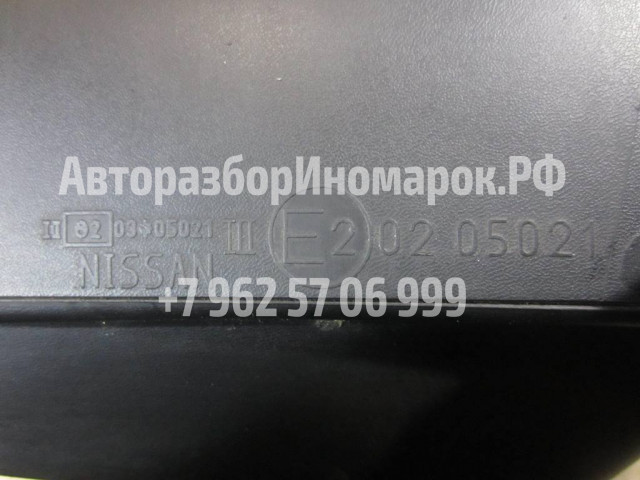 АвторазборИномарок.РФ
II e2 03*05021 III E2 02 05021
NISSAN
+7 962 57 06 999